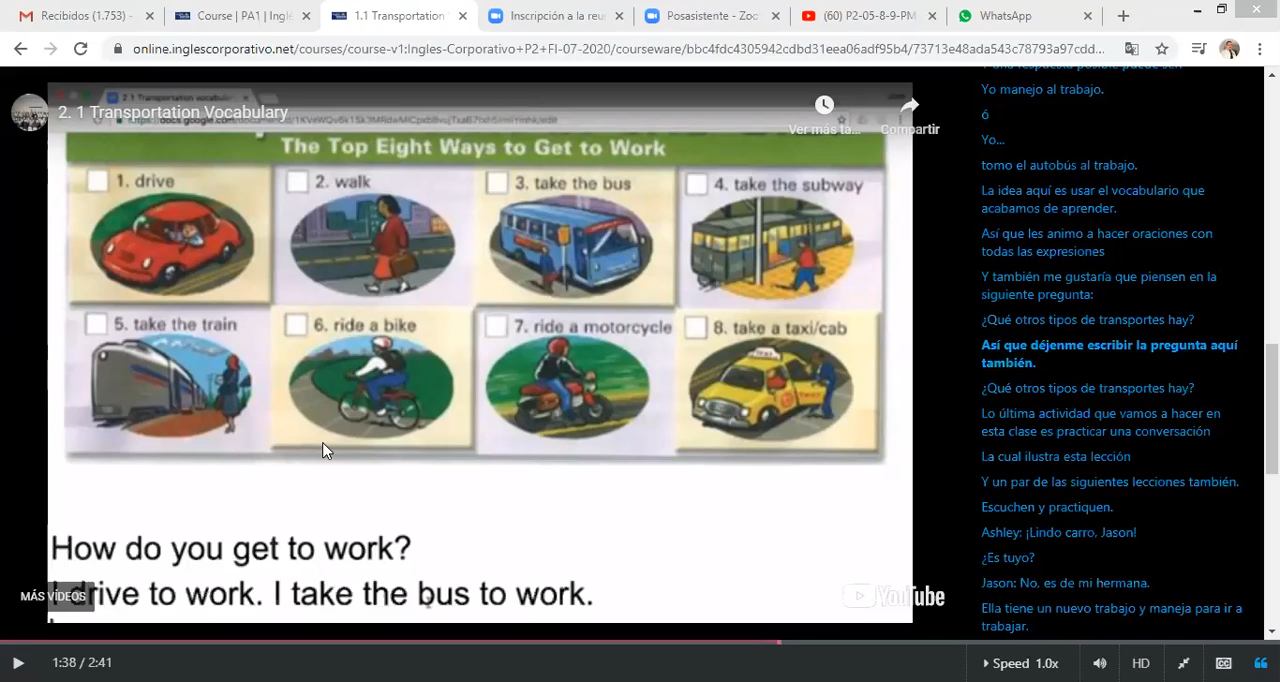 Recibidos (1.753) -
Course | PA1 | Inglé
1.1 Transportation
Inscripción a la reu
Posasistente - Zoo
(60) P2-05-8-9-PM
WhatsApp
online.inglescorporativo.net/courses/course-v1:Ingles-Corporativo+P2+FI-07-2020/courseware/bbc4fdc4305942cdbd31eea06adf95b4/73713e48ada543c78793a97cdd...
2. 1 Transportation Vocabulary
Ver más ta...
Compartir
The Top Eight Ways to Get to Work
1. drive
2. walk
3. take the bus
4. take the subway
5. take the train
6. ride a bike
7. ride a motorcycle
8. take a taxi/cab
TAXI
How do you get to work?
I drive to work. I take the bus to work.
MÁS VÍDEOS
YouTube
Yo manejo al trabajo.
ó
Yo...
tomo el autobús al trabajo.
La idea aquí es usar el vocabulario que
acabamos de aprender.
Así que les animo a hacer oraciones con
todas las expresiones
Y también me gustaría que piensen en la
siguiente pregunta:
¿Qué otros tipos de transportes hay?
Así que déjenme escribir la pregunta aquí
también.
¿Qué otros tipos de transportes hay?
Lo última actividad que vamos a hacer en
esta clase es practicar una conversación
La cual ilustra esta lección
Y un par de las siguientes lecciones también.
Escuchen y practiquen.
Ashley: ¡Lindo carro, Jason!
¿Es tuyo?
Jason: No, es de mi hermana.
Ella tiene un nuevo trabajo y maneja para ir a
trabajar.
1:38 / 2:41
Speed 1.0x
HD
CC